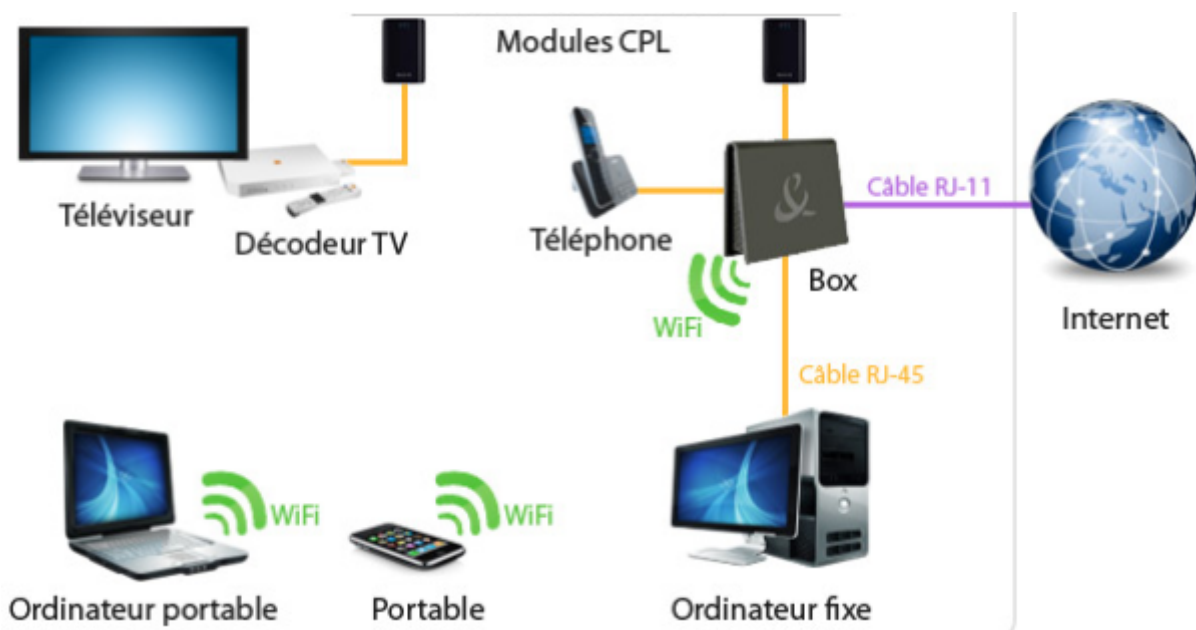 Modules CPL
Téléviseur
Décodeur TV
Téléphone
Câble RJ-11
Box
WiFi
Internet
Câble RJ-45
WiFi
WiFi
Ordinateur portable
Portable
Ordinateur fixe